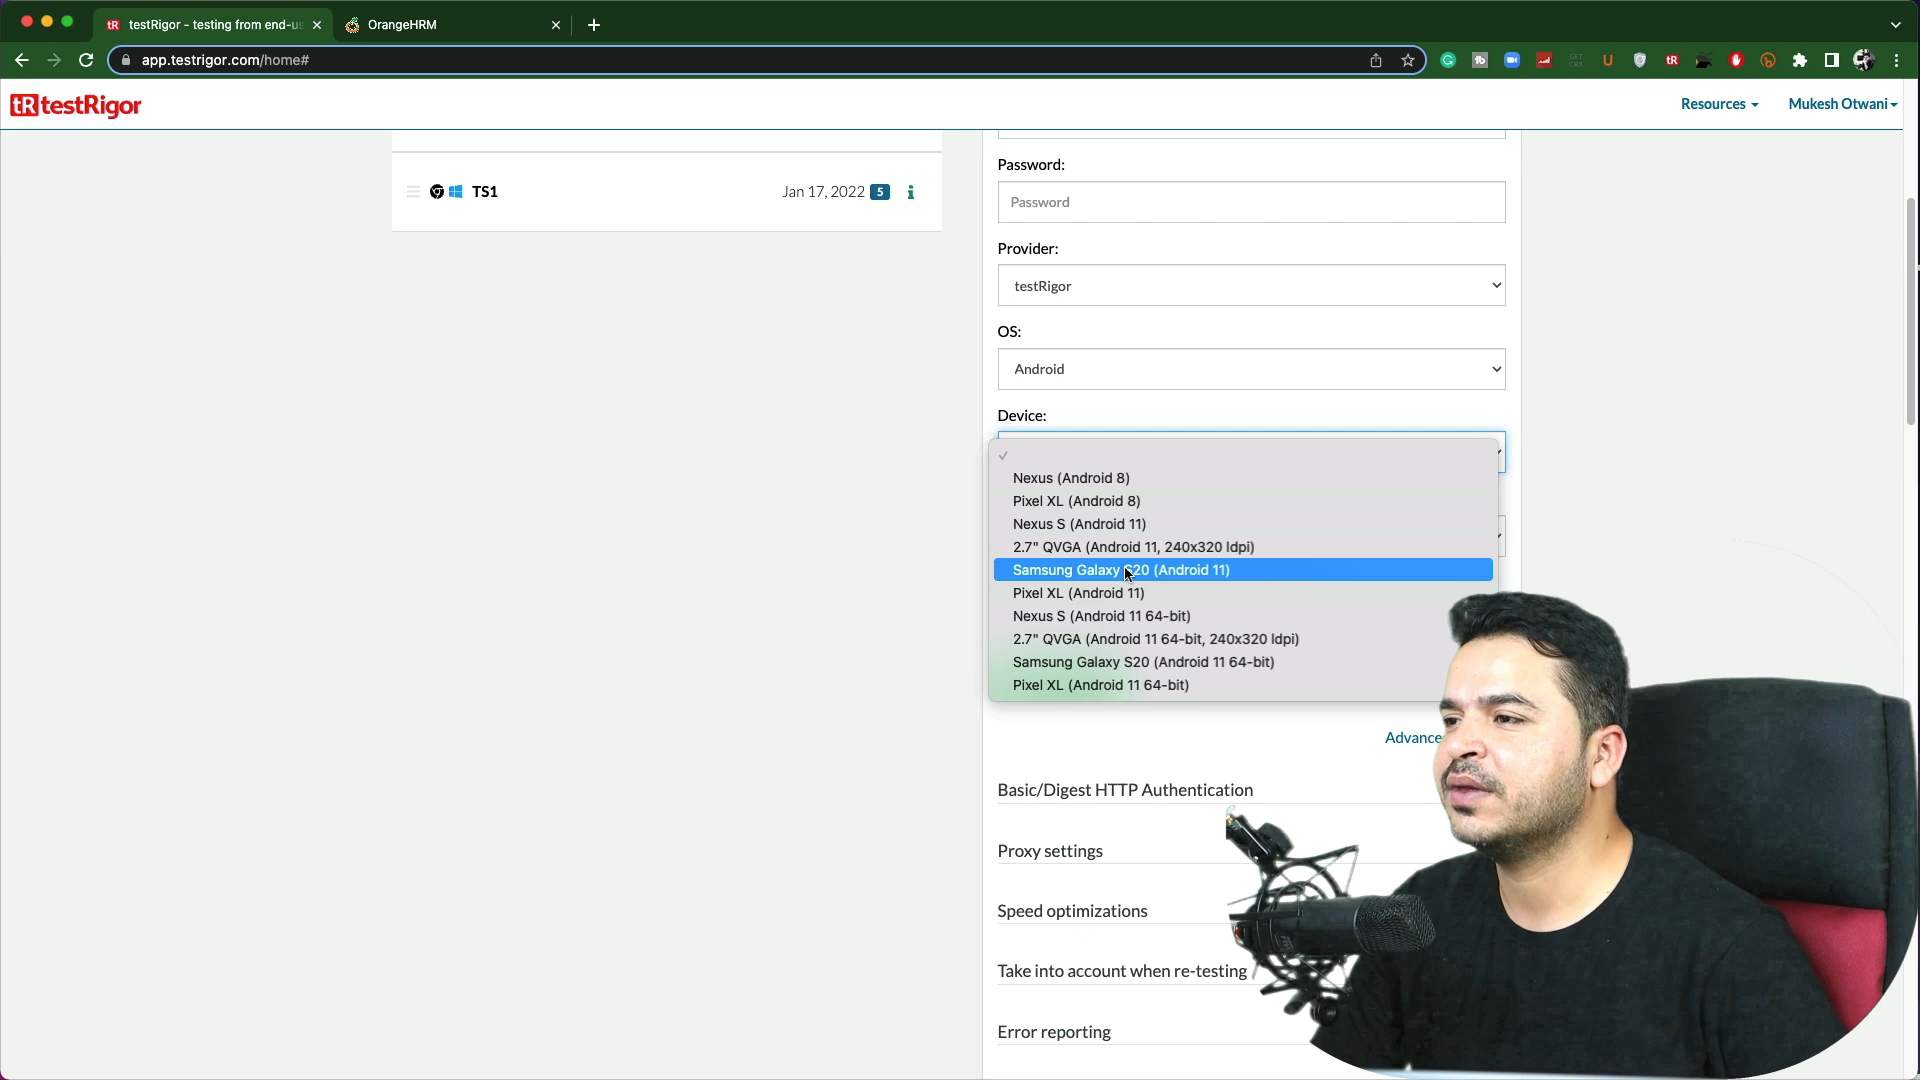 tR testRigor - testing from end-us
OrangeHRM
app.testrigor.com/home#
tR testRigor
Resources
Mukesh Otwani
Password:
TS1
Jan 17, 2022
5
Password
Provider:
testRigor
OS:
Android
Device:
Nexus (Android 8)
Pixel XL (Android 8)
Nexus S (Android 11)
2.7" QVGA (Android 11, 240x320 ldpi)
Samsung Galaxy S20 (Android 11)
Pixel XL (Android 11)
Nexus S (Android 11 64-bit)
2.7" QVGA (Android 11 64-bit, 240x320 ldpi)
Samsung Galaxy S20 (Android 11 64-bit)
Pixel XL (Android 11 64-bit)
Advance
Basic/Digest HTTP Authentication
Proxy settings
Speed optimizations
Take into account when re-testing
Error reporting